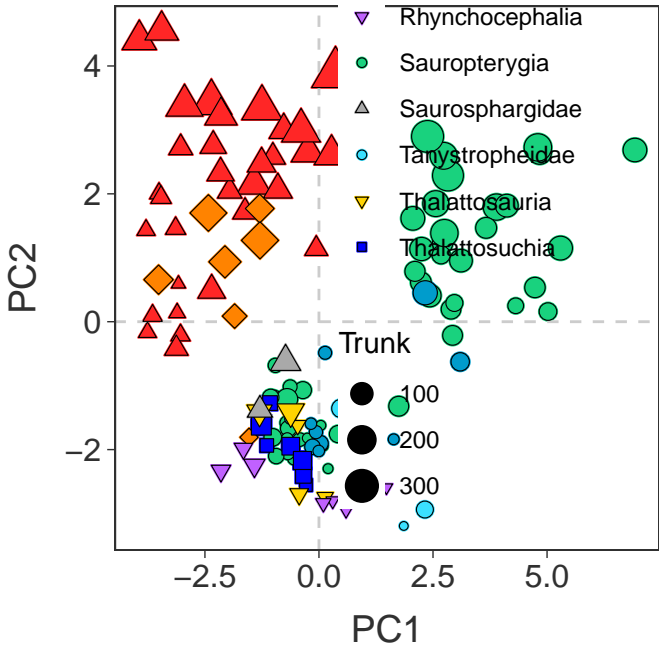 Rhynchocephalia
Sauropterygia
Saurosphargidae
Tanystropheidae
Thalattosauria
Thalattosuchia
Trunk
100
200
300
4
2
0
−2
−2.5
0.0
2.5
5.0
PC1
PC2